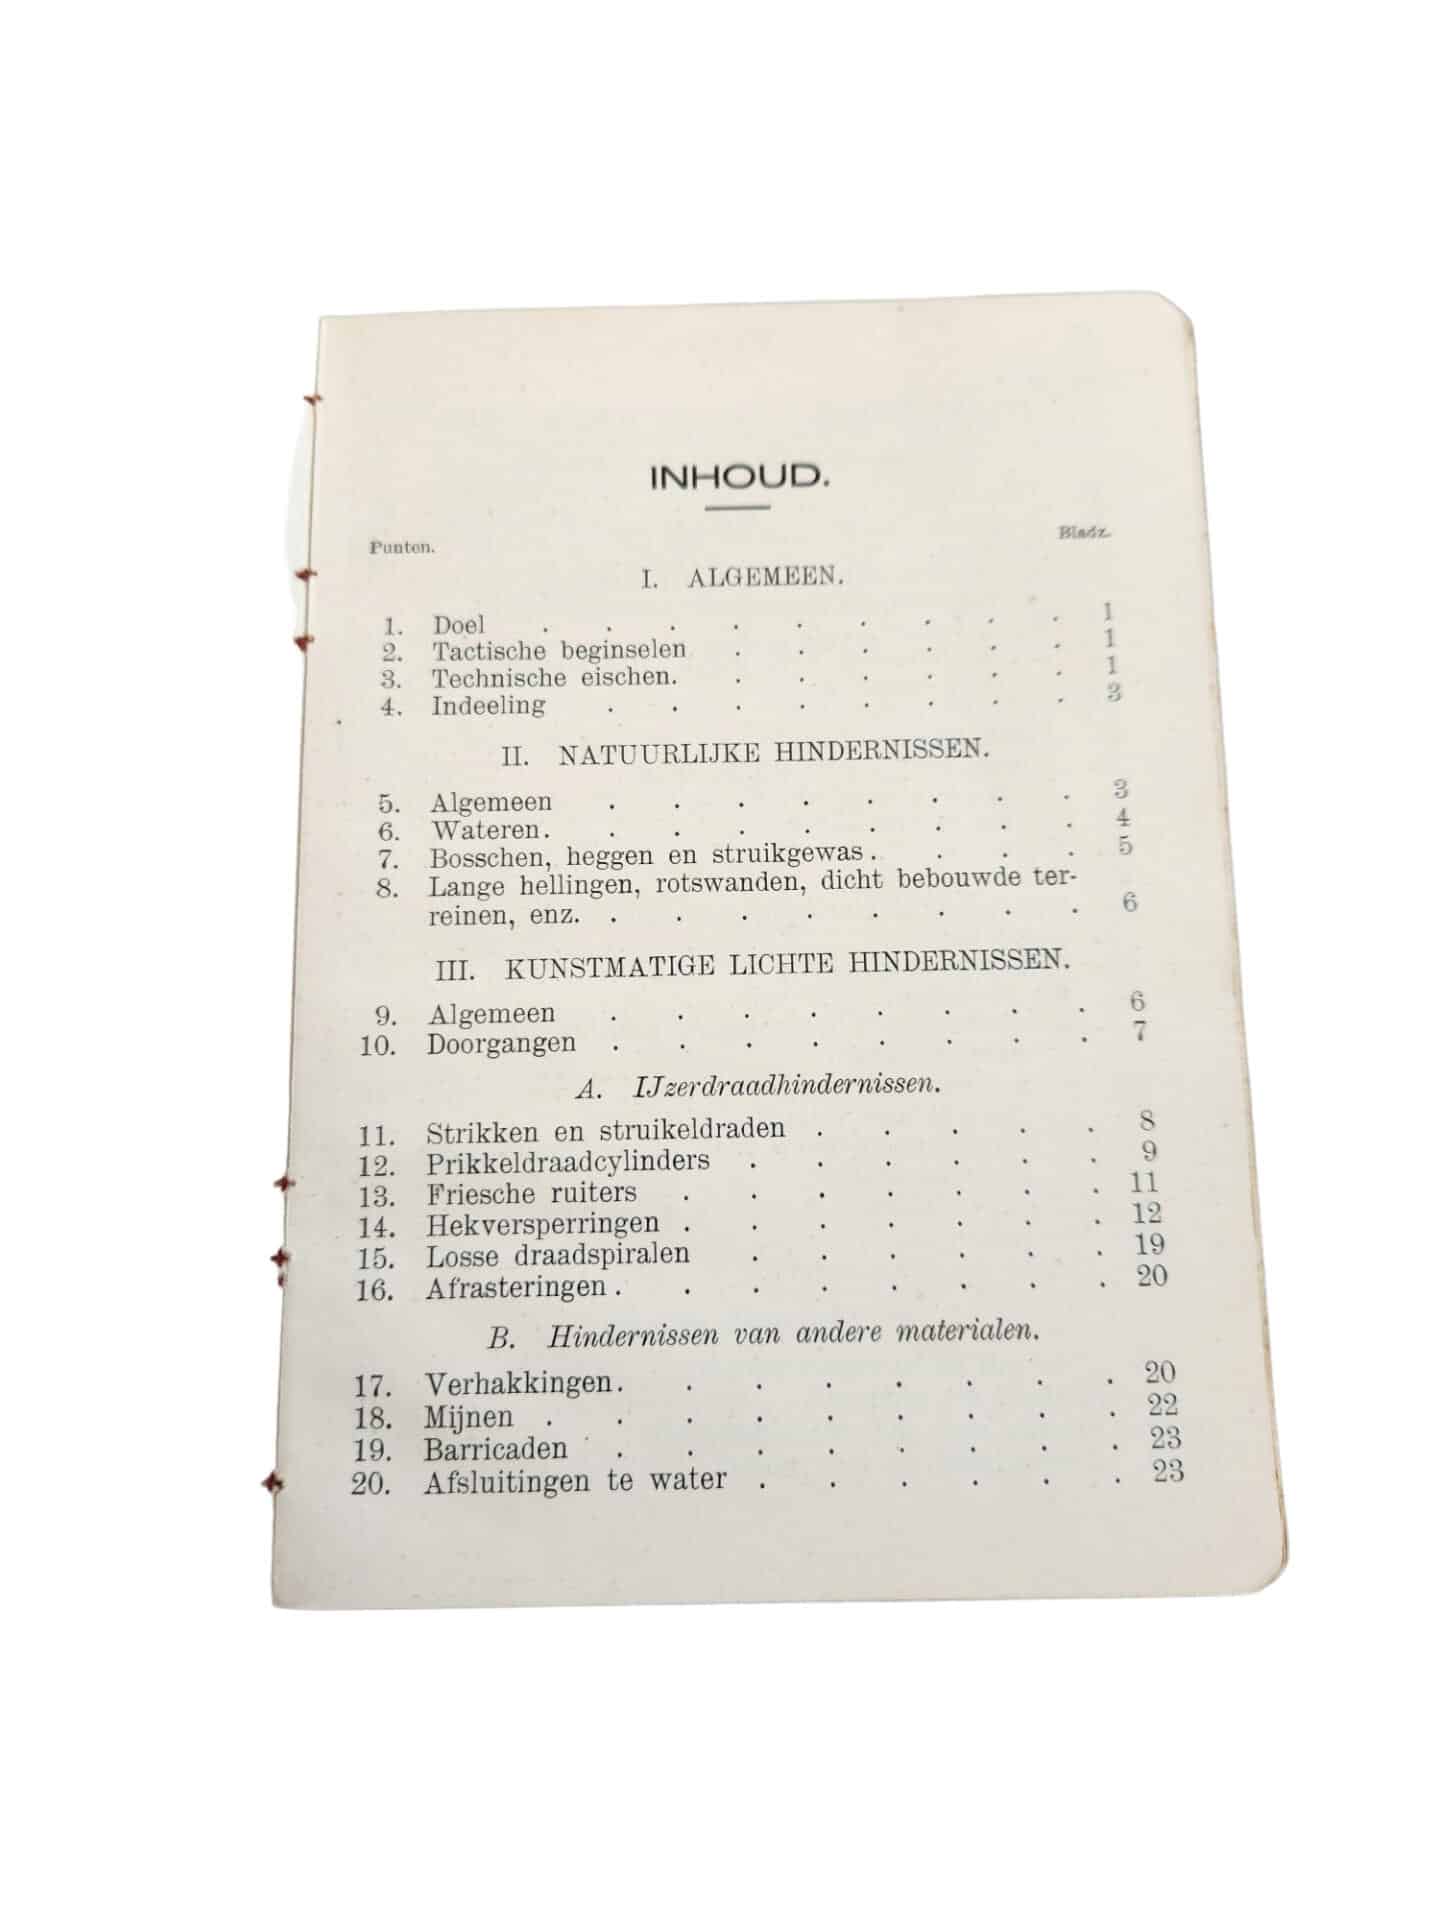 INHOUD.
Punten. Bladz.
I. ALGEMEEN.
1. Doel . . . . . . . . . 1
2. Tactische beginselen . . . . . . 1
3. Technische eischen. . . . . . . 1
4. Indeeling . . . . . . . . 3
II. NATUURLIJKE HINDERNISSEN.
5. Algemeen . . . . . . . . 3
6. Wateren. . . . . . . . . 4
7. Bosschen, heggen en struikgewas. . . . 5
8. Lange hellingen, rotswanden, dicht bebouwde ter-
reinen, enz. . . . . . . . . 6
III. KUNSTMATIGE LICHTE HINDERNISSEN.
9. Algemeen . . . . . . . . 6
10. Doorgangen . . . . . . . . 7
A. IJzerdraadhindernissen.
11. Strikken en struikeldraden . . . . . 8
12. Prikkeldraadcylinders . . . . . . 9
13. Friesche ruiters . . . . . . . 11
14. Hekversperringen . . . . . . . 12
15. Losse draadspiralen . . . . . . 19
16. Afrasteringen . . . . . . . . 20
B. Hindernissen van andere materialen.
17. Verhakkingen. . . . . . . . 20
18. Mijnen . . . . . . . . . 22
19. Barricaden . . . . . . . . 23
20. Afsluitingen te water . . . . . . 23